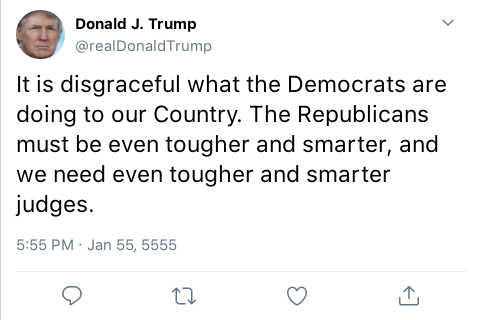 Donald J. Trump
@realDonaldTrump
It is disgraceful what the Democrats are
doing to our Country. The Republicans
must be even tougher and smarter, and
we need even tougher and smarter
judges.
5:55 PM · Jan 55, 5555